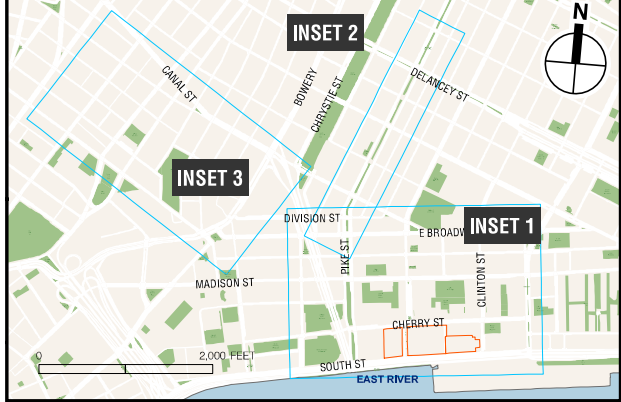 N
INSET 2
CANAL ST
BOWERY
CHRYSTIE ST
DELANCEY ST
INSET 3
DIVISION ST
INSET 1
E BROADW
PIKE ST
MADISON ST
CLINTON ST
CHERRY ST
0
2,000 FEET
SOUTH ST
EAST RIVER